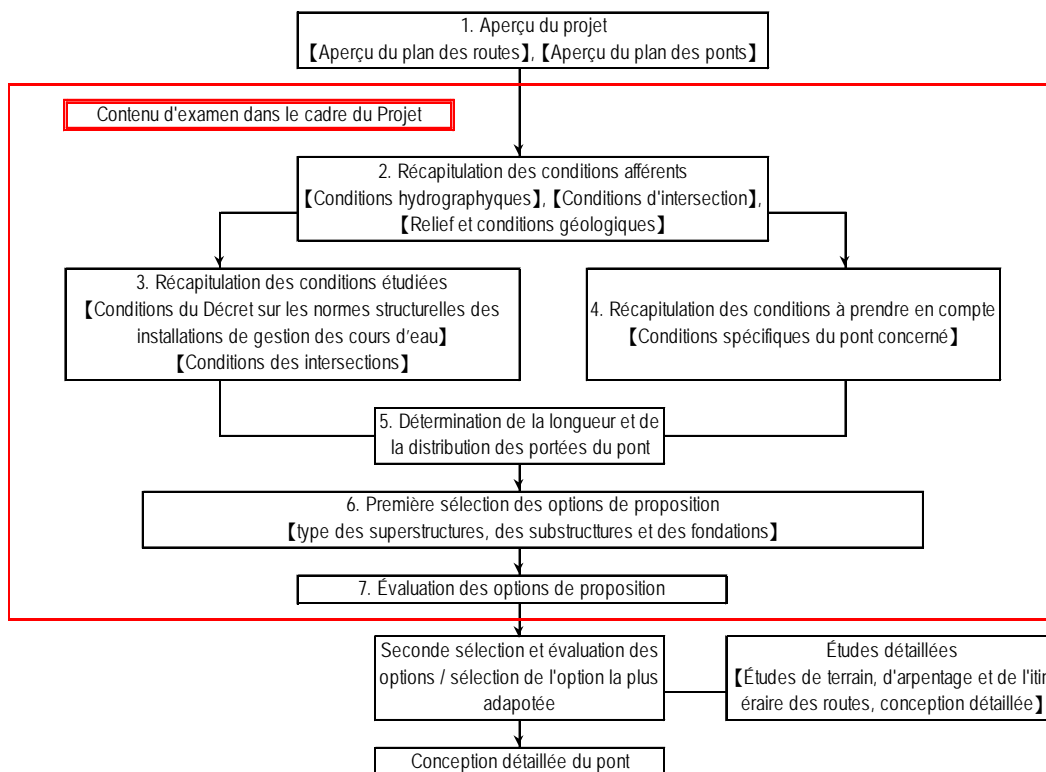 1. Aperçu du projet
【Aperçu du plan des routes】, 【Aperçu du plan des ponts】
Contenu d'examen dans le cadre du Projet
2. Récapitulation des conditions afférents
【Conditions hydrographyques】, 【Conditions d'intersection】,
【Relief et conditions géologiques】
3. Récapitulation des conditions étudiées
【Conditions du Décret sur les normes structurelles des
installations de gestion des cours d'eau】
【Conditions des intersections】
4. Récapitulation des conditions à prendre en compte
【Conditions spécifiques du pont concerné】
5. Détermination de la longueur et de
la distribution des portées du pont
6. Première sélection des options de proposition
【type des superstructures, des substructtures et des fondations】
7. Évaluation des options de proposition
Seconde sélection et évaluation des
options / sélection de l'option la plus
adapotée
Études détaillées
【Études de terrain, d'arpentage et de l'itin
éraire des routes, conception détaillée】
Conception détaillée du pont